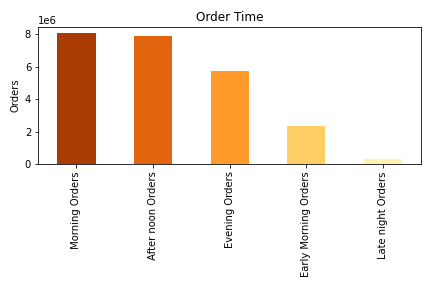 Order Time
1e6
8
6
4
2
0
Orders
Morning Orders
After noon Orders
Evening Orders
Early Morning Orders
Late night Orders